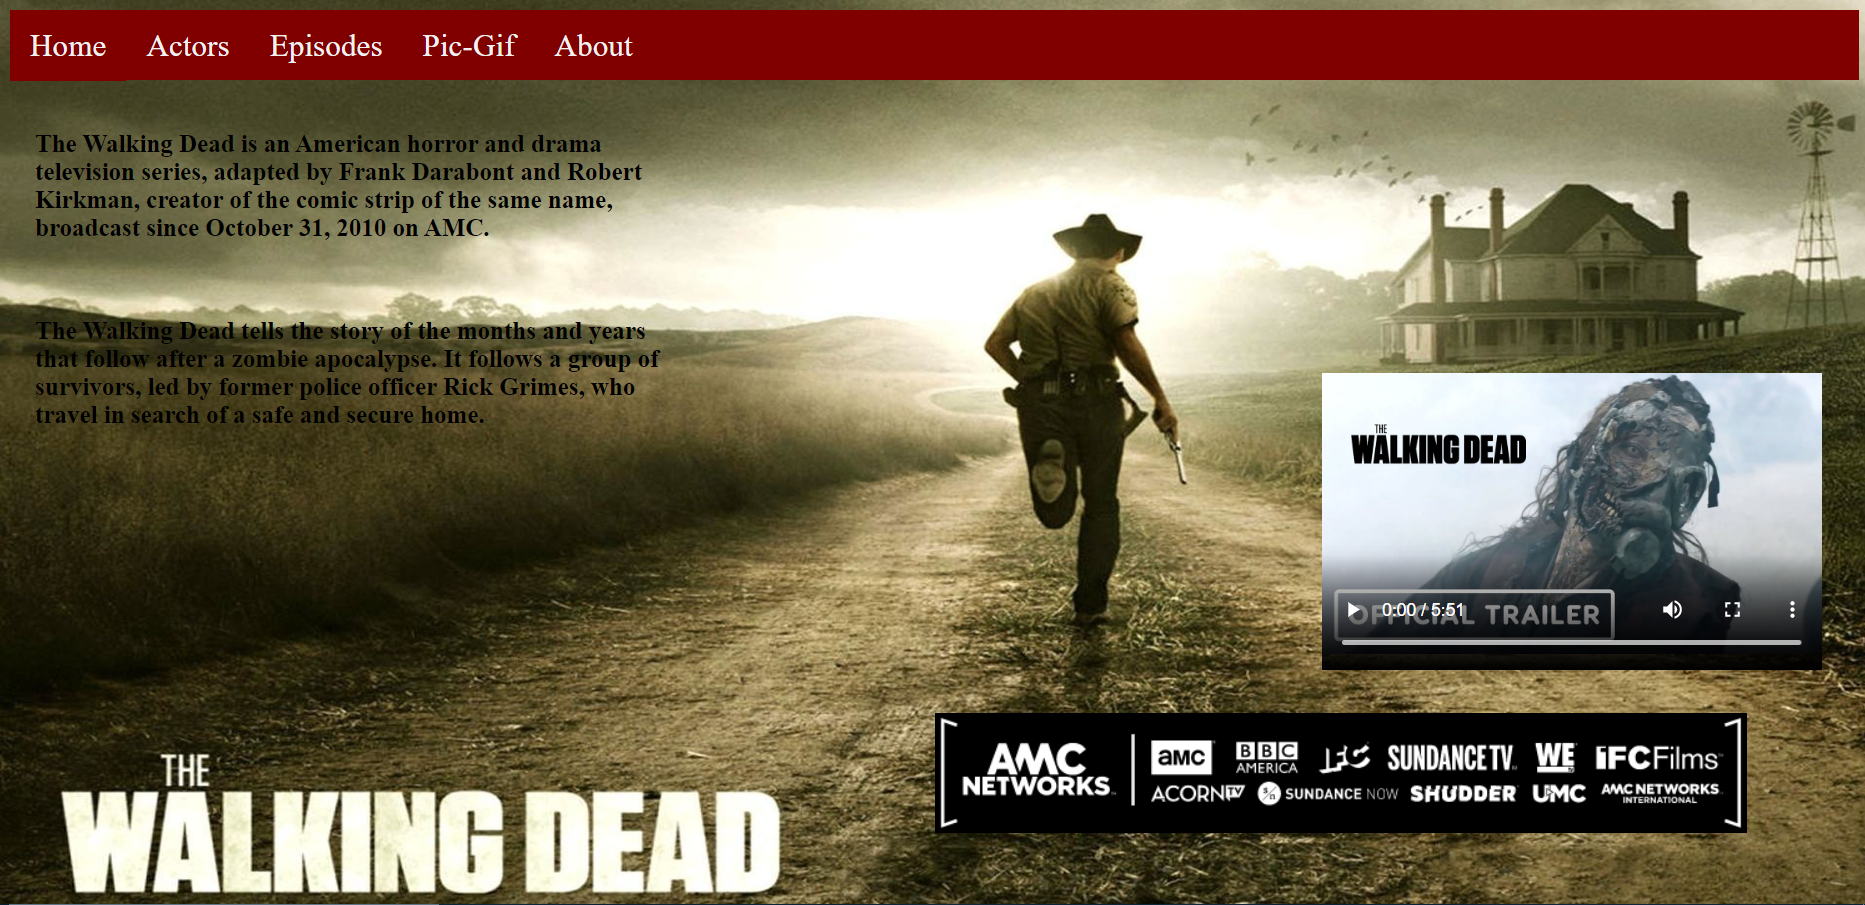 Home Actors Episodes Pic-Gif About
The Walking Dead is an American horror and drama
television series, adapted by Frank Darabont and Robert
Kirkman, creator of the comic strip of the same name,
broadcast since October 31, 2010 on AMC.
The Walking Dead tells the story of the months and years
that follow after a zombie apocalypse. It follows a group of
survivors, led by former police officer Rick Grimes, who
travel in search of a safe and secure home.
THE
WALKING DEAD
OFFICIAL TRAILER
0:00 / 5:51
AMC
NETWORKS
amc BBC AMERICA IFC SUNDANCETV WE tv IFC Films
ACORN TV S/N SUNDANCE NOW SHUDDER UMC AMC NETWORKS INTERNATIONAL
THE
WALKING DEAD